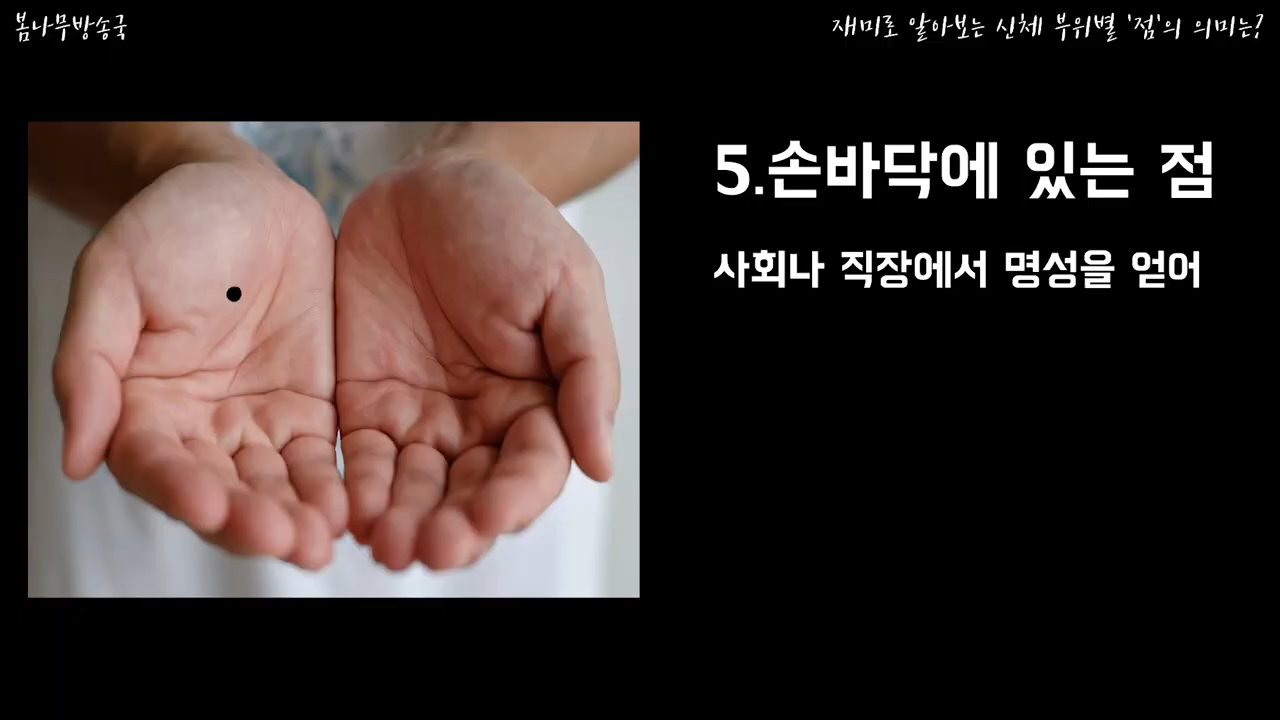 봄나무방송국
재미로 알아보는 신체 부위별 '점'의 의미는?
5.손바닥에 있는 점
사회나 직장에서 명성을 얻어